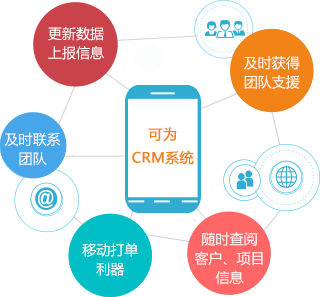 更新数据
上报信息
及时获得
团队支援
及时联系
团队
可为
CRM系统
@
移动打单
利器
随时查阅
客户、项目
信息